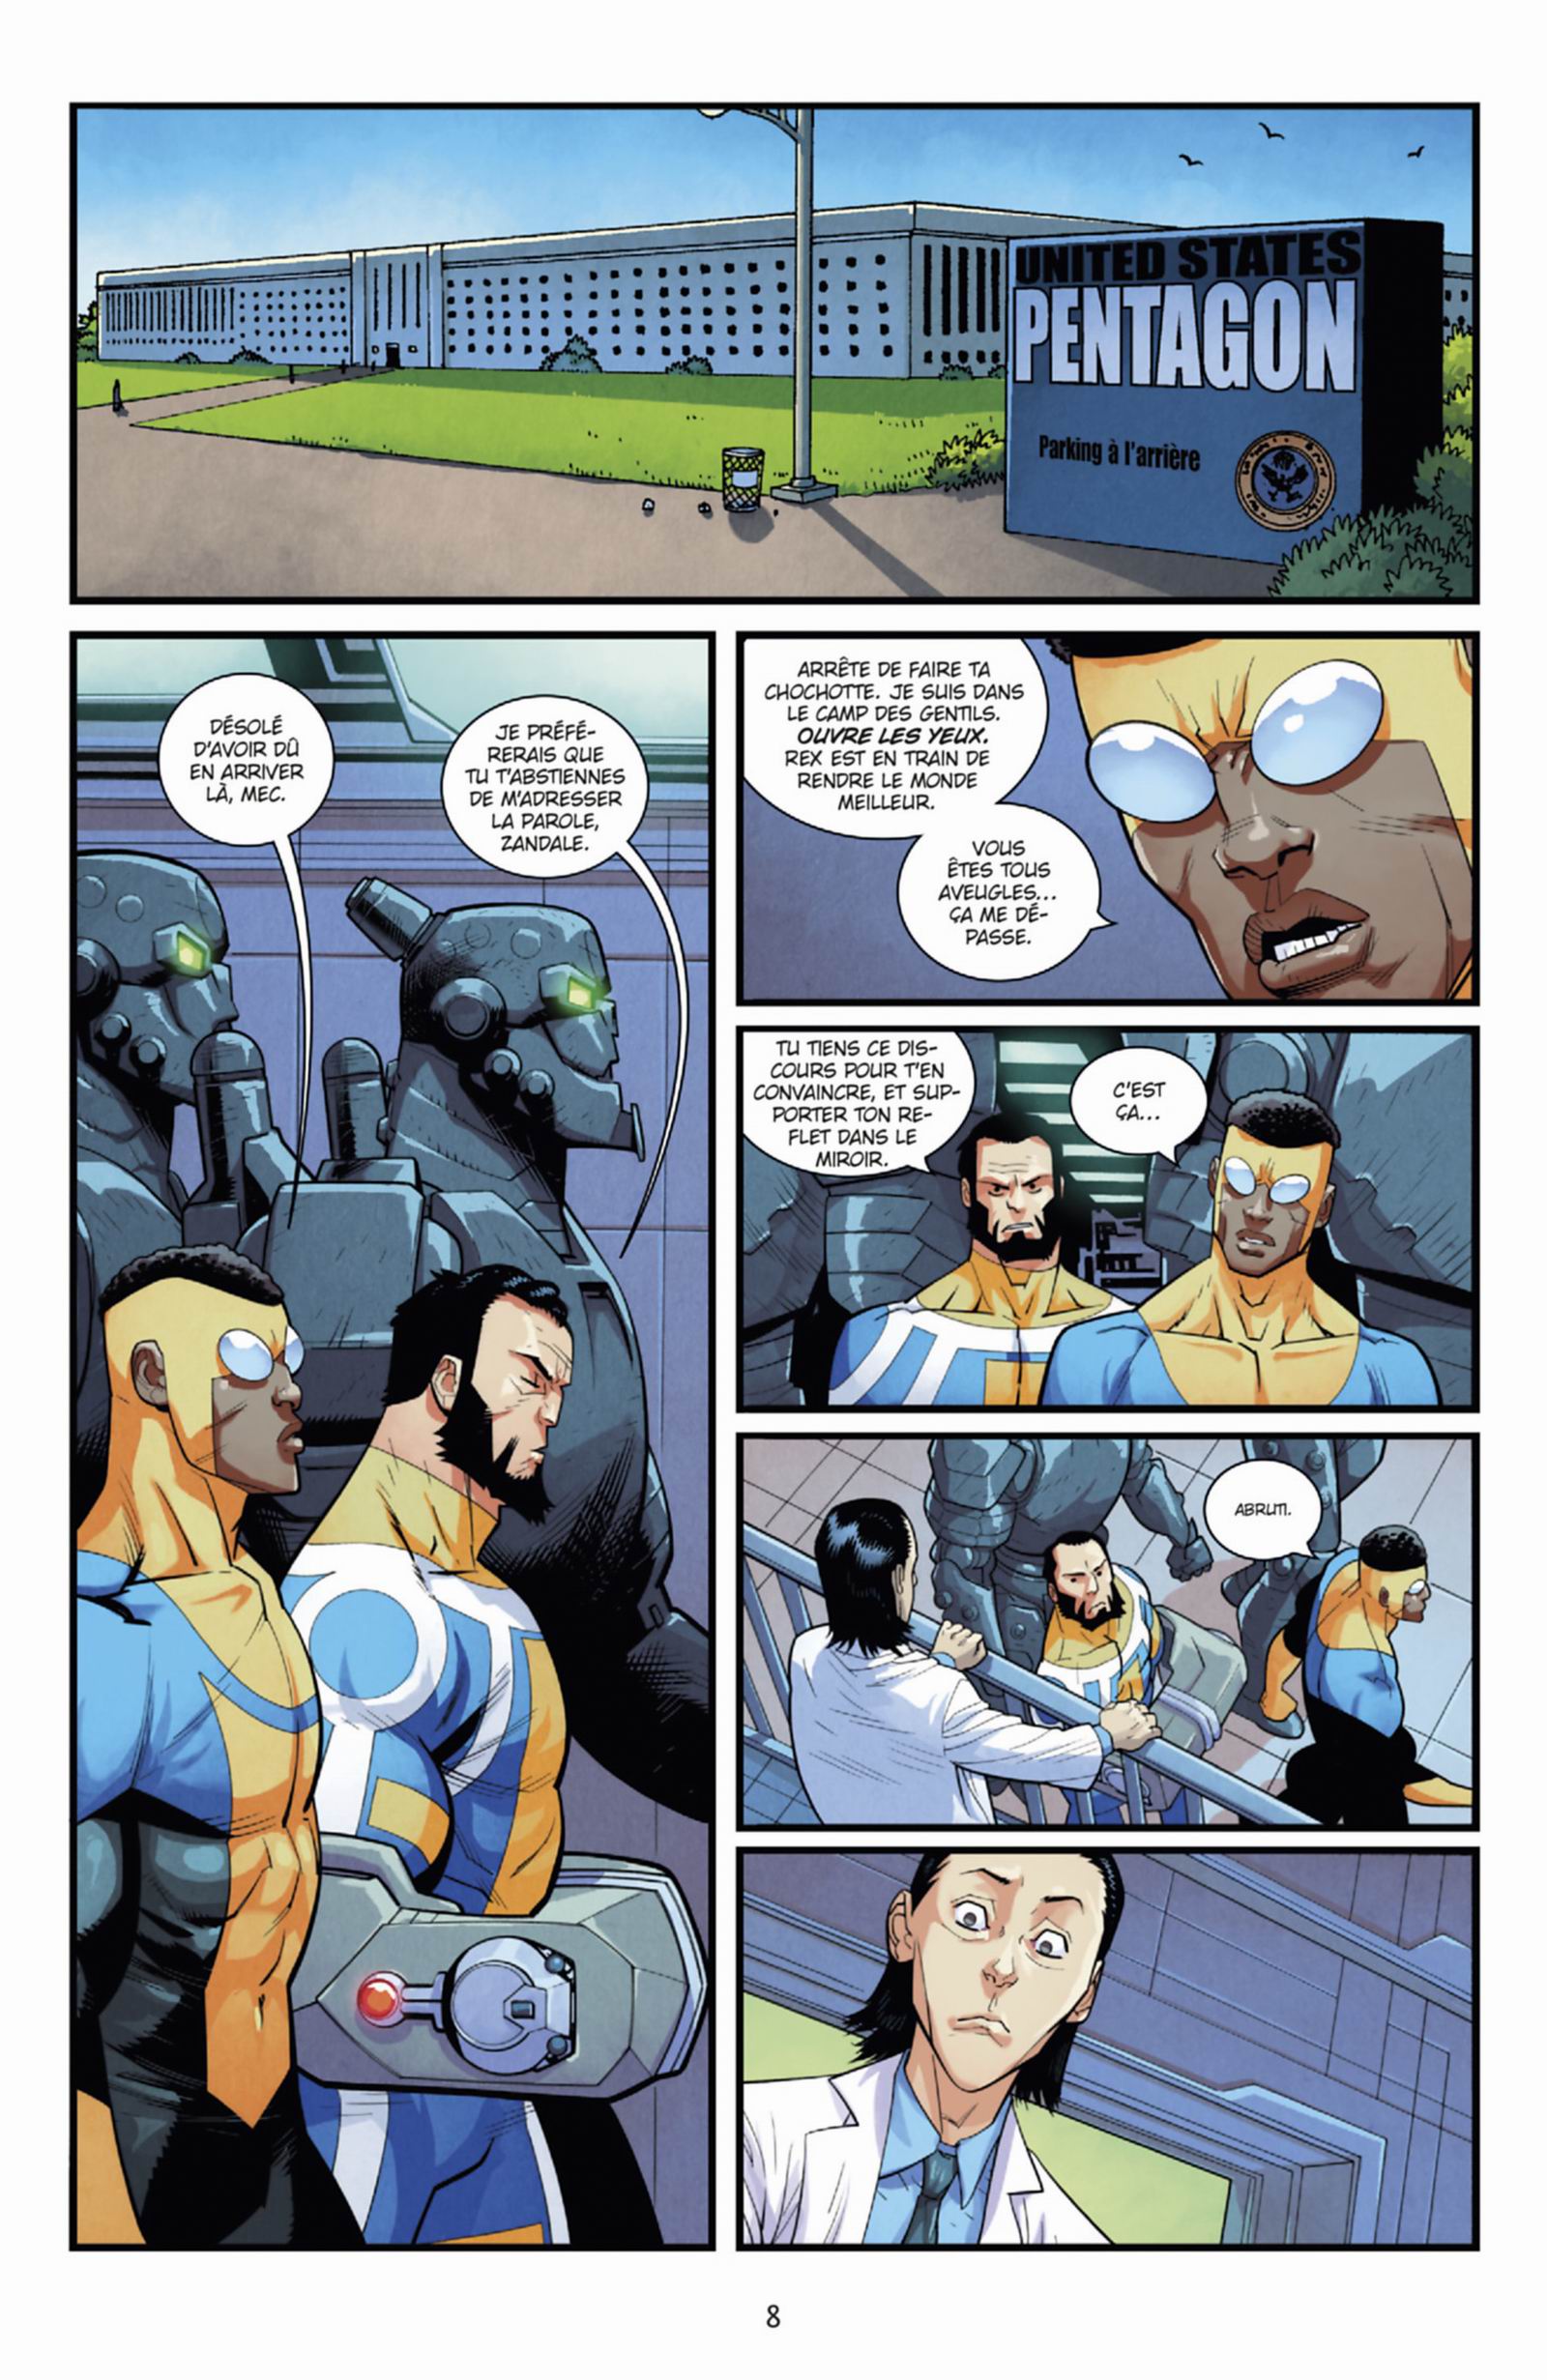 UNITED STATES
PENTAGON
Parking à l'arrière
DÉSOLÉ
D'AVOIR DÛ
EN ARRIVER
LÀ, MEC.
JE PRÉFÉ-
RERAIS QUE
TU T'ABSTIENNES
DE M'ADRESSER
LA PAROLE,
ZANDALE.
ARRÊTE DE FAIRE TA
CHOCHOTTE. JE SUIS DANS
LE CAMP DES GENTILS.
OUVRE LES YEUX.
REX EST EN TRAIN DE
RENDRE LE MONDE
MEILLEUR.
VOUS
ÊTES TOUS
AVEUGLES...
ÇA ME DÉ-
PASSE.
TU TIENS CE DIS-
COURS POUR T'EN
CONVAINCRE, ET SUP-
PORTER TON RE-
FLET DANS LE
MIROIR.
C'EST
ÇA...
ABRUTI.
8